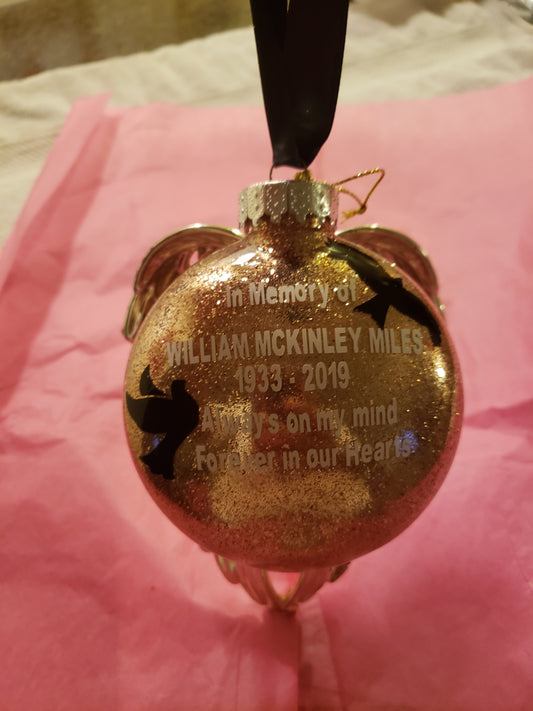 In Memory of
WILLIAM MCKINLEY MILES
1933 - 2019
Always on my mind
Forever in our Hearts